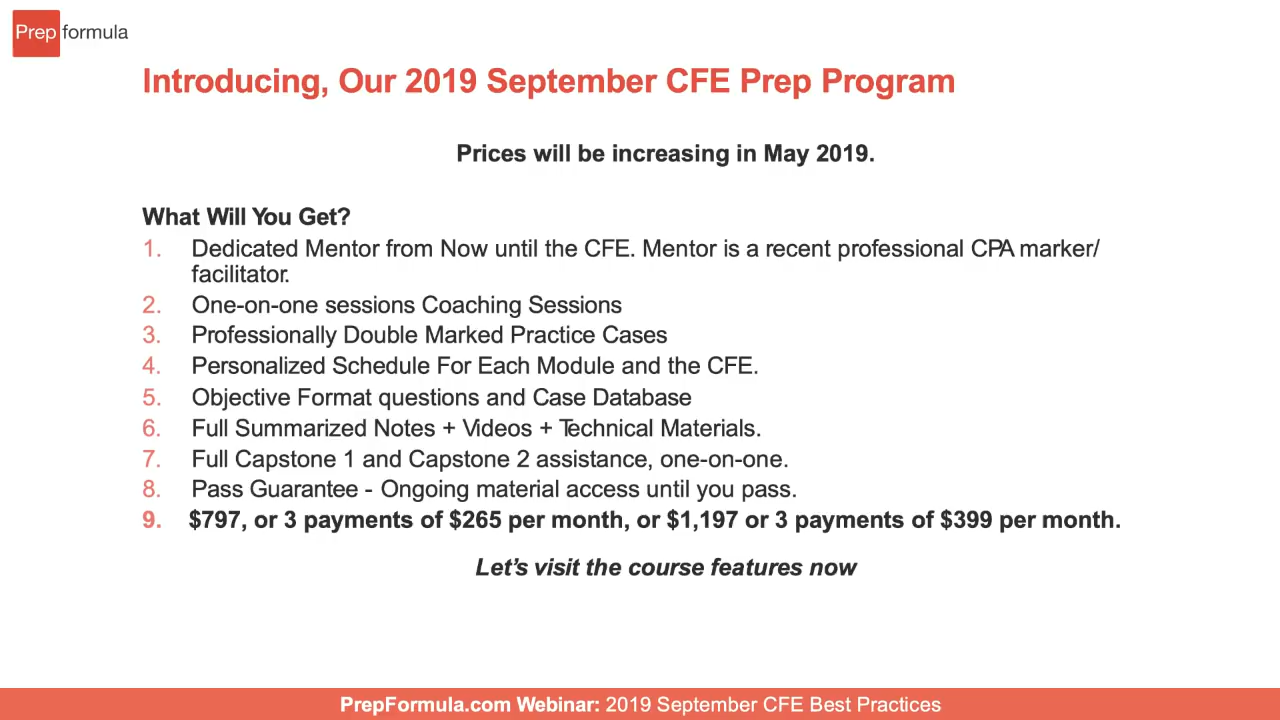 Prep formula
Introducing, Our 2019 September CFE Prep Program
Prices will be increasing in May 2019.
What Will You Get?
1. Dedicated Mentor from Now until the CFE. Mentor is a recent professional CPA marker/
facilitator.
2. One-on-one sessions Coaching Sessions
3. Professionally Double Marked Practice Cases
4. Personalized Schedule For Each Module and the CFE.
5. Objective Format questions and Case Database
6. Full Summarized Notes + Videos + Technical Materials.
7. Full Capstone 1 and Capstone 2 assistance, one-on-one.
8. Pass Guarantee - Ongoing material access until you pass.
9. $797, or 3 payments of $265 per month, or $1,197 or 3 payments of $399 per month.
Let's visit the course features now
PrepFormula.com Webinar: 2019 September CFE Best Practices